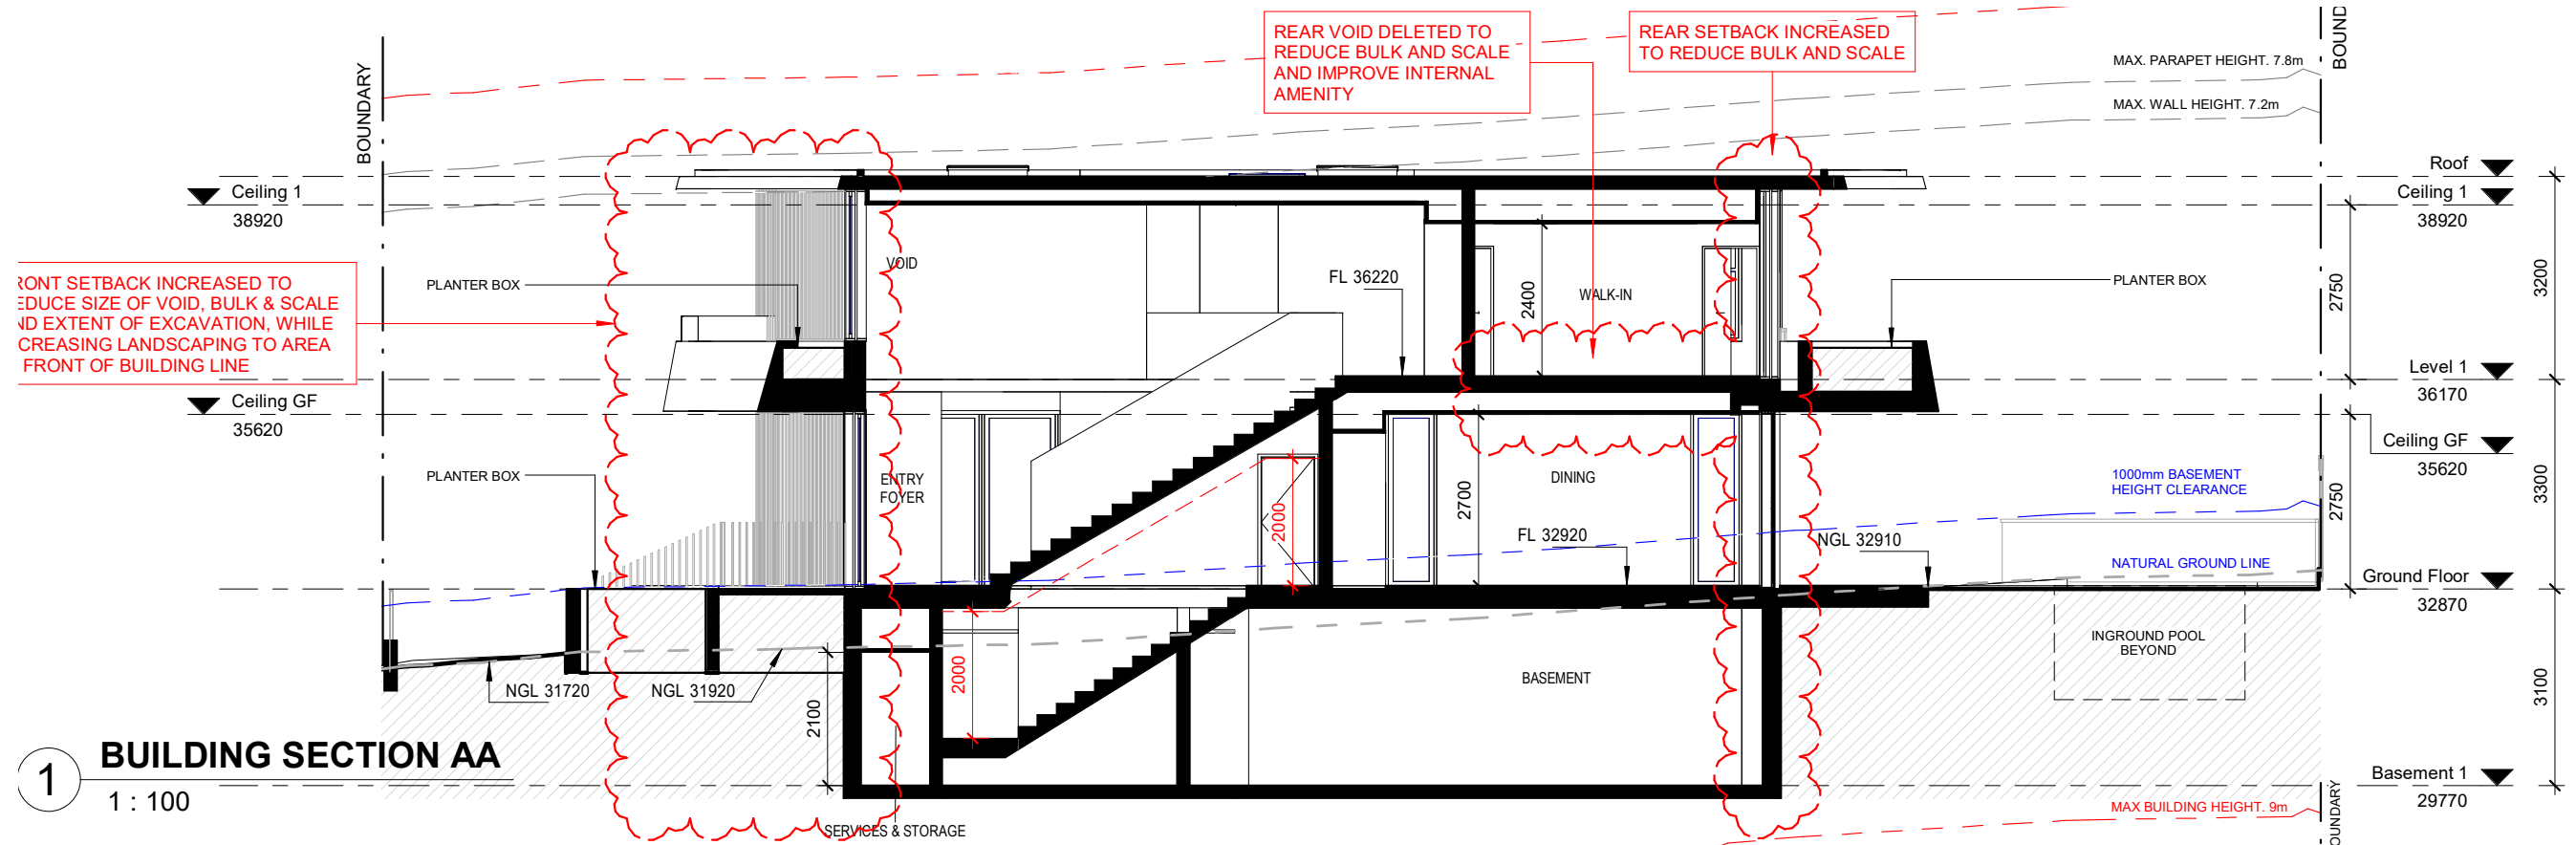 REAR VOID DELETED TO
REDUCE BULK AND SCALE
AND IMPROVE INTERNAL
AMENITY
REAR SETBACK INCREASED
TO REDUCE BULK AND SCALE
BOUND
MAX. PARAPET HEIGHT. 7.8m
MAX. WALL HEIGHT. 7.2m
BOUNDARY
Ceiling 1
38920
Roof
Ceiling 1
38920
RONT SETBACK INCREASED TO
EDUCE SIZE OF VOID, BULK & SCALE
ND EXTENT OF EXCAVATION, WHILE
CREASING LANDSCAPING TO AREA
FRONT OF BUILDING LINE
PLANTER BOX
VOID
FL 36220
2400
WALK-IN
PLANTER BOX
2750
3200
Level 1
36170
Ceiling GF
35620
Ceiling GF
35620
PLANTER BOX
ENTRY
FOYER
2000
2700
DINING
FL 32920
NGL 32910
1000mm BASEMENT
HEIGHT CLEARANCE
2750
3300
NATURAL GROUND LINE
Ground Floor
32870
INGROUND POOL
BEYOND
NGL 31720
NGL 31920
2100
2000
BASEMENT
3100
1
BUILDING SECTION AA
1 : 100
SERVICES & STORAGE
Basement 1
29770
MAX BUILDING HEIGHT. 9m
OUNDARY